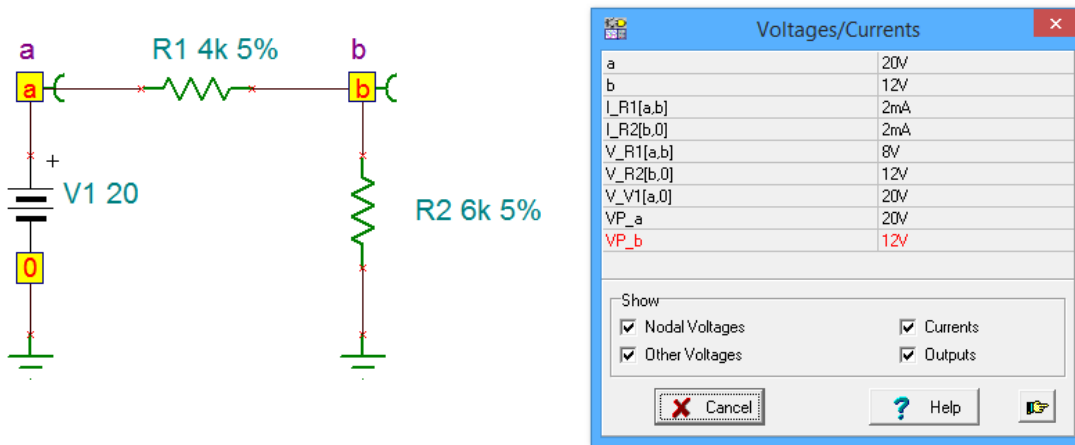 a
R1 4k 5%
b
a
b
+
V1 20
R2 6k 5%
0
Voltages/Currents
a 20V
b 12V
I_R1[a,b] 2mA
I_R2[b,0] 2mA
V_R1[a,b] 8V
V_R2[b,0] 12V
V_V1[a,0] 20V
VP_a 20V
VP_b 12V
Show
Nodal Voltages Currents
Other Voltages Outputs
Cancel ? Help